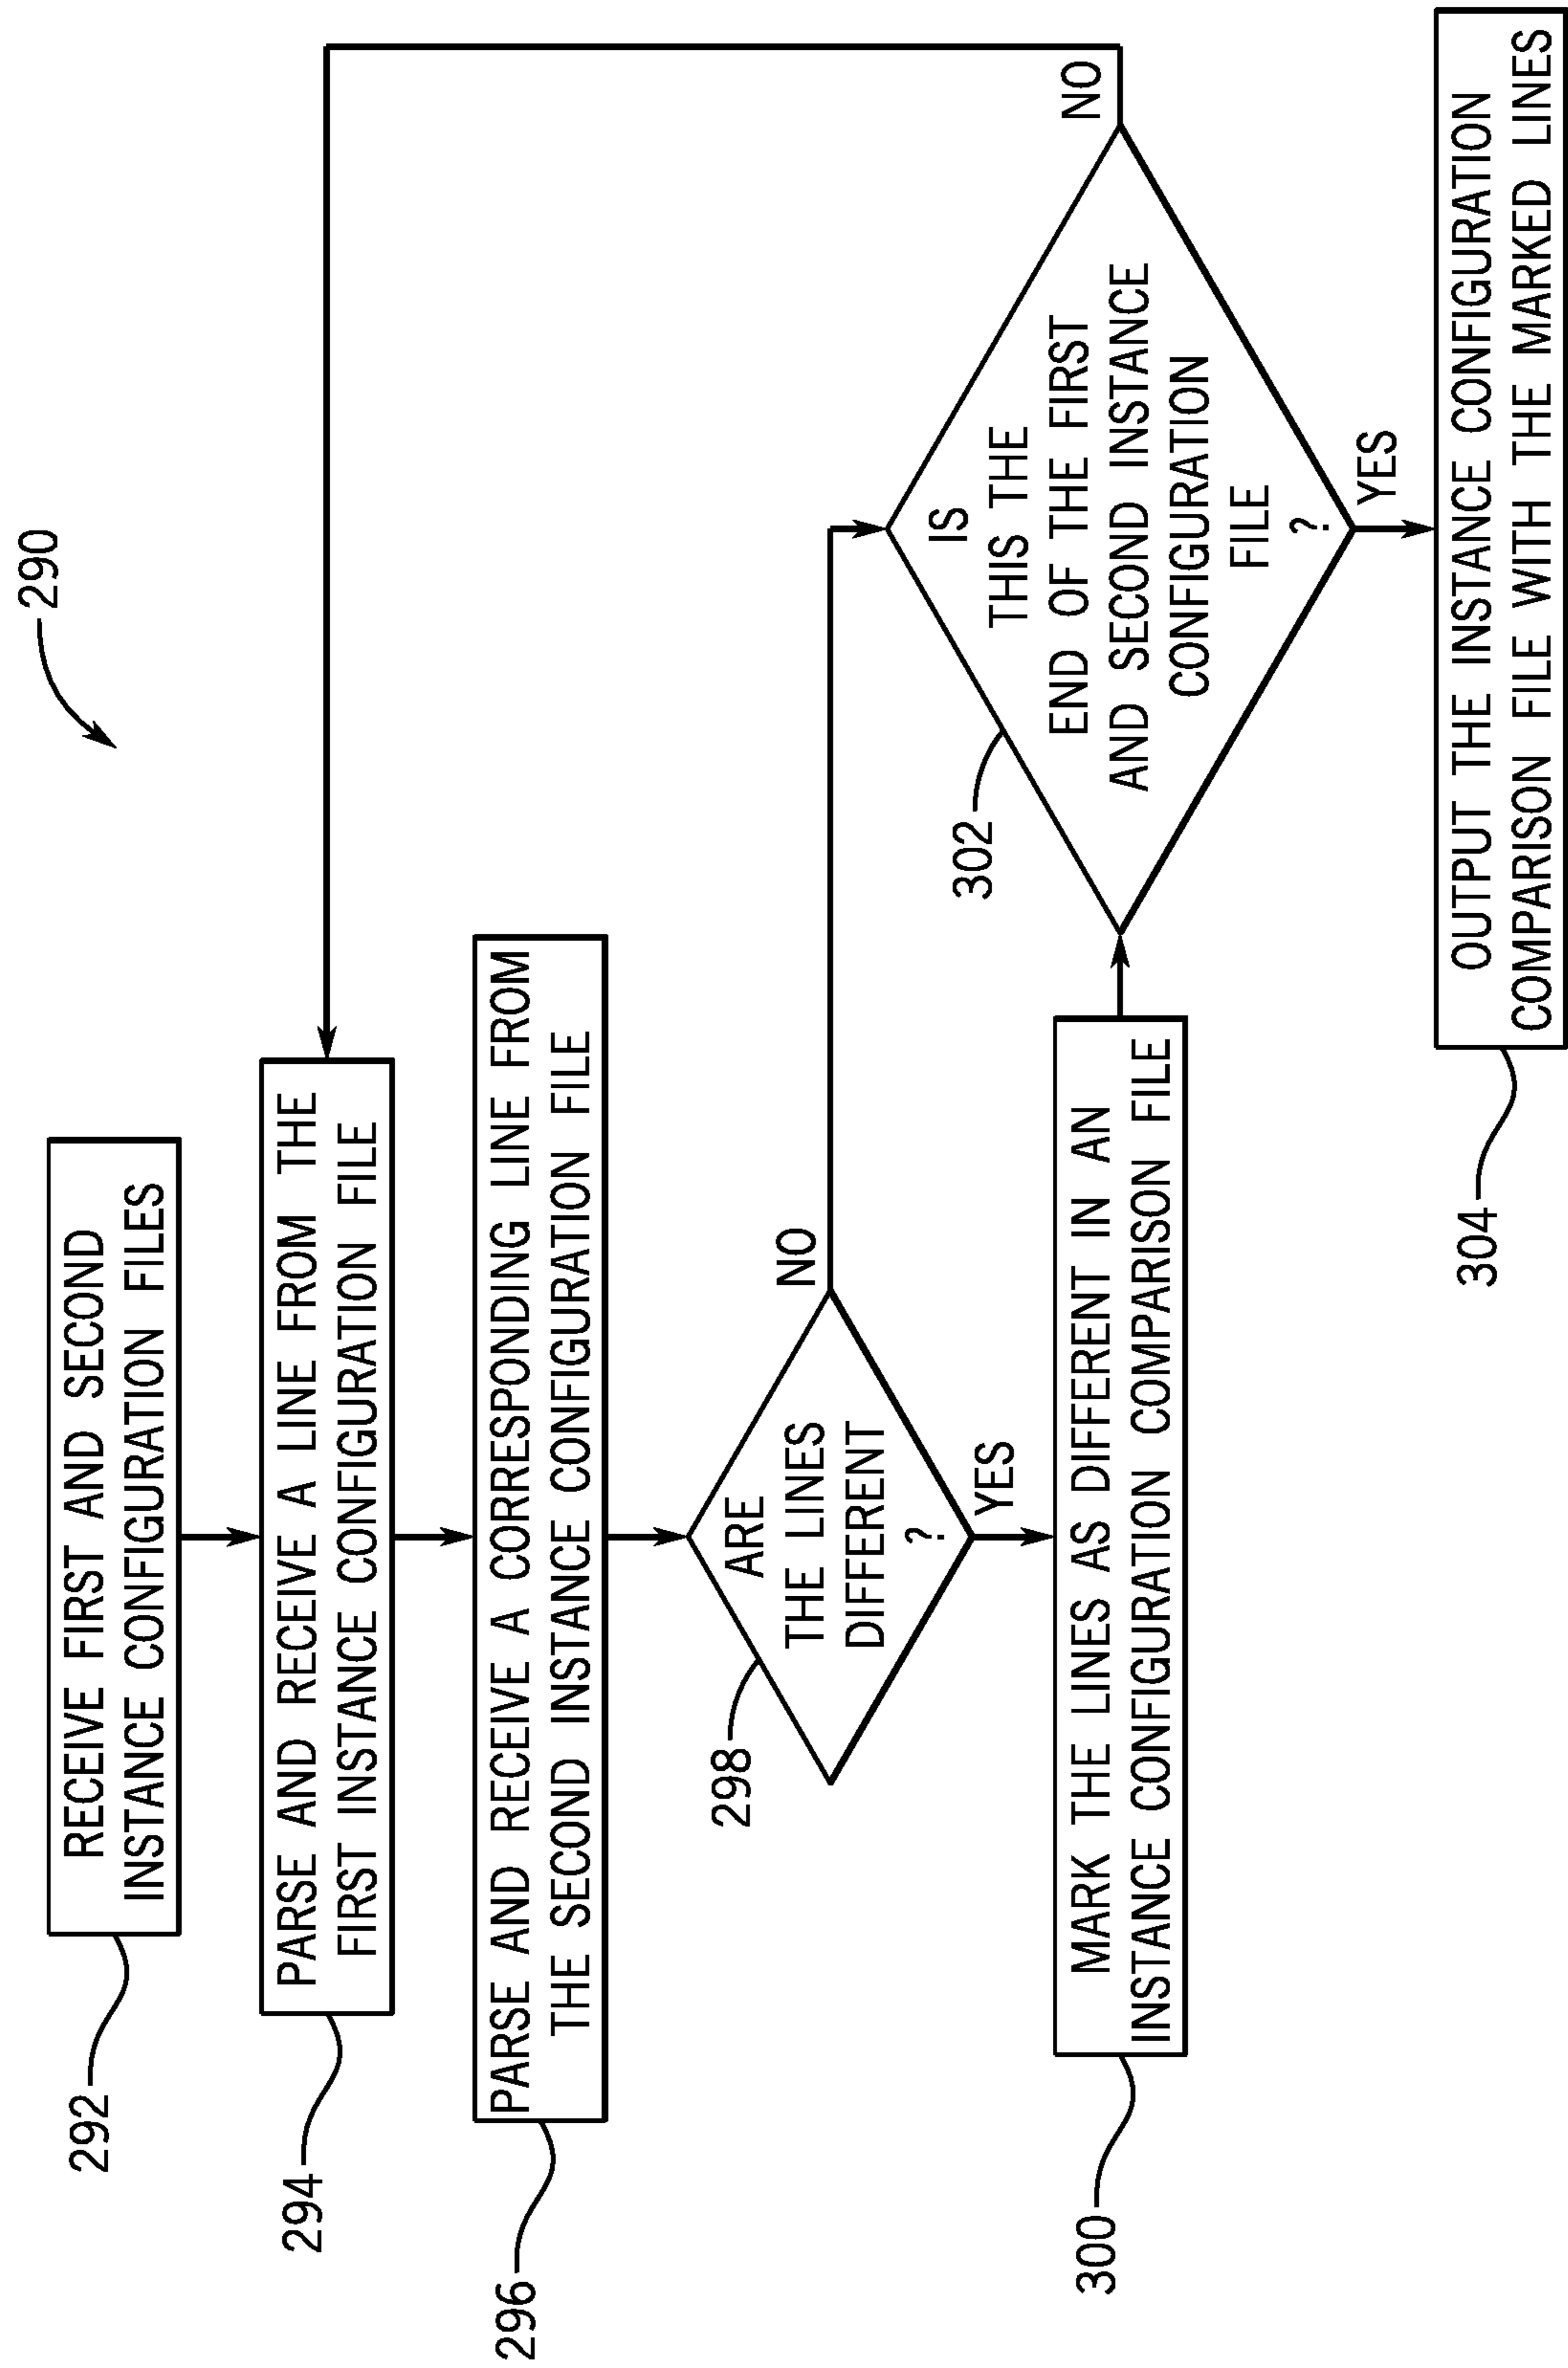 290
292
RECEIVE FIRST AND SECOND
INSTANCE CONFIGURATION FILES
294
PARSE AND RECEIVE A LINE FROM THE
FIRST INSTANCE CONFIGURATION FILE
296
PARSE AND RECEIVE A CORRESPONDING LINE FROM
THE SECOND INSTANCE CONFIGURATION FILE
298
ARE
THE LINES
DIFFERENT
?
NO
YES
300
MARK THE LINES AS DIFFERENT IN AN
INSTANCE CONFIGURATION COMPARISON FILE
302
IS
THIS THE
END OF THE FIRST
AND SECOND INSTANCE
CONFIGURATION
FILE
?
NO
YES
304
OUTPUT THE INSTANCE CONFIGURATION
COMPARISON FILE WITH THE MARKED LINES